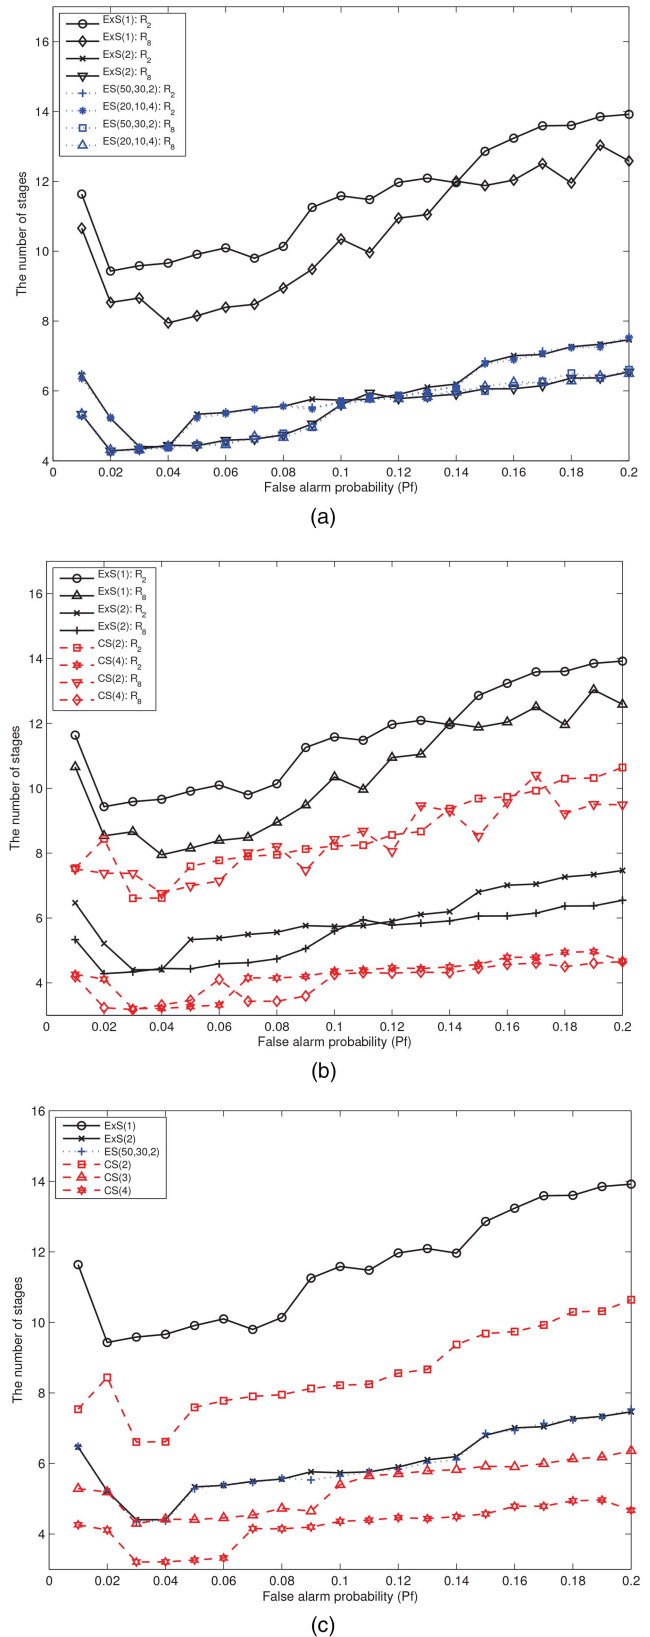 16
14
12
10
8
6
4
The number of stages
ExS(1): R2
ExS(1): R8
ExS(2): R2
ExS(2): R8
ES(50,30,2): R2
ES(20,10,4): R2
ES(50,30,2): R8
ES(20,10,4): R8
0 0.02 0.04 0.06 0.08 0.1 0.12 0.14 0.16 0.18 0.2
False alarm probability (Pf)
(a)
16
14
12
10
8
6
4
The number of stages
ExS(1): R2
ExS(1): R8
ExS(2): R2
ExS(2): R8
CS(2): R2
CS(4): R2
CS(2): R8
CS(4): R8
0 0.02 0.04 0.06 0.08 0.1 0.12 0.14 0.16 0.18 0.2
False alarm probability (Pf)
(b)
16
14
12
10
8
6
4
The number of stages
ExS(1)
ExS(2)
ES(50,30,2)
CS(2)
CS(3)
CS(4)
0 0.02 0.04 0.06 0.08 0.1 0.12 0.14 0.16 0.18 0.2
False alarm probability (Pf)
(c)